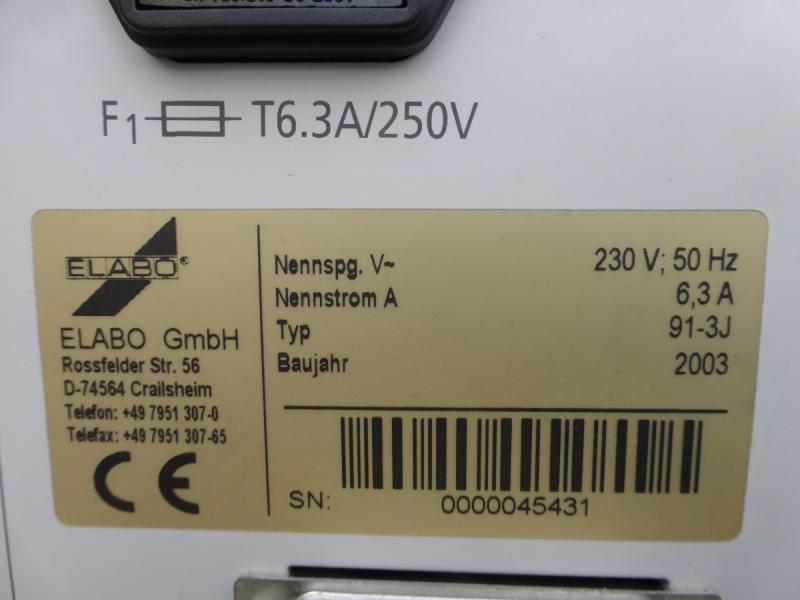 F1 T6.3A/250V
ELABO®
ELABO GmbH
Rossfelder Str. 56
D-74564 Crailsheim
Telefon: +49 7951 307-0
Telefax: +49 7951 307-65
CE
Nennspg. V~ 230 V; 50 Hz
Nennstrom A 6,3 A
Typ 91-3J
Baujahr 2003
SN: 0000045431